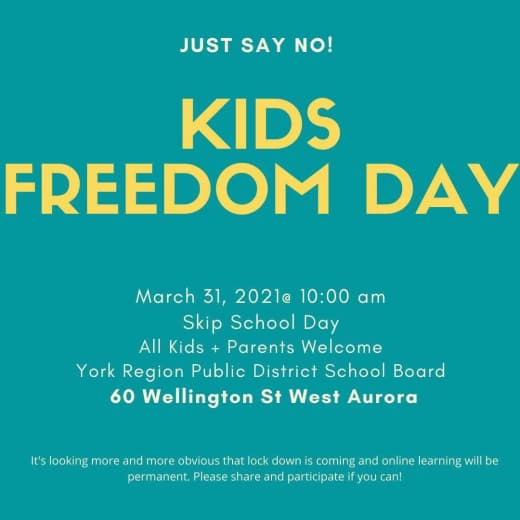 JUST SAY NO!
KIDS
FREEDOM DAY
March 31, 2021@ 10:00 am
Skip School Day
All Kids + Parents Welcome
York Region Public District School Board
60 Wellington St West Aurora
It's looking more and more obvious that lock down is coming and online learning will be
permanent. Please share and participate if you can!